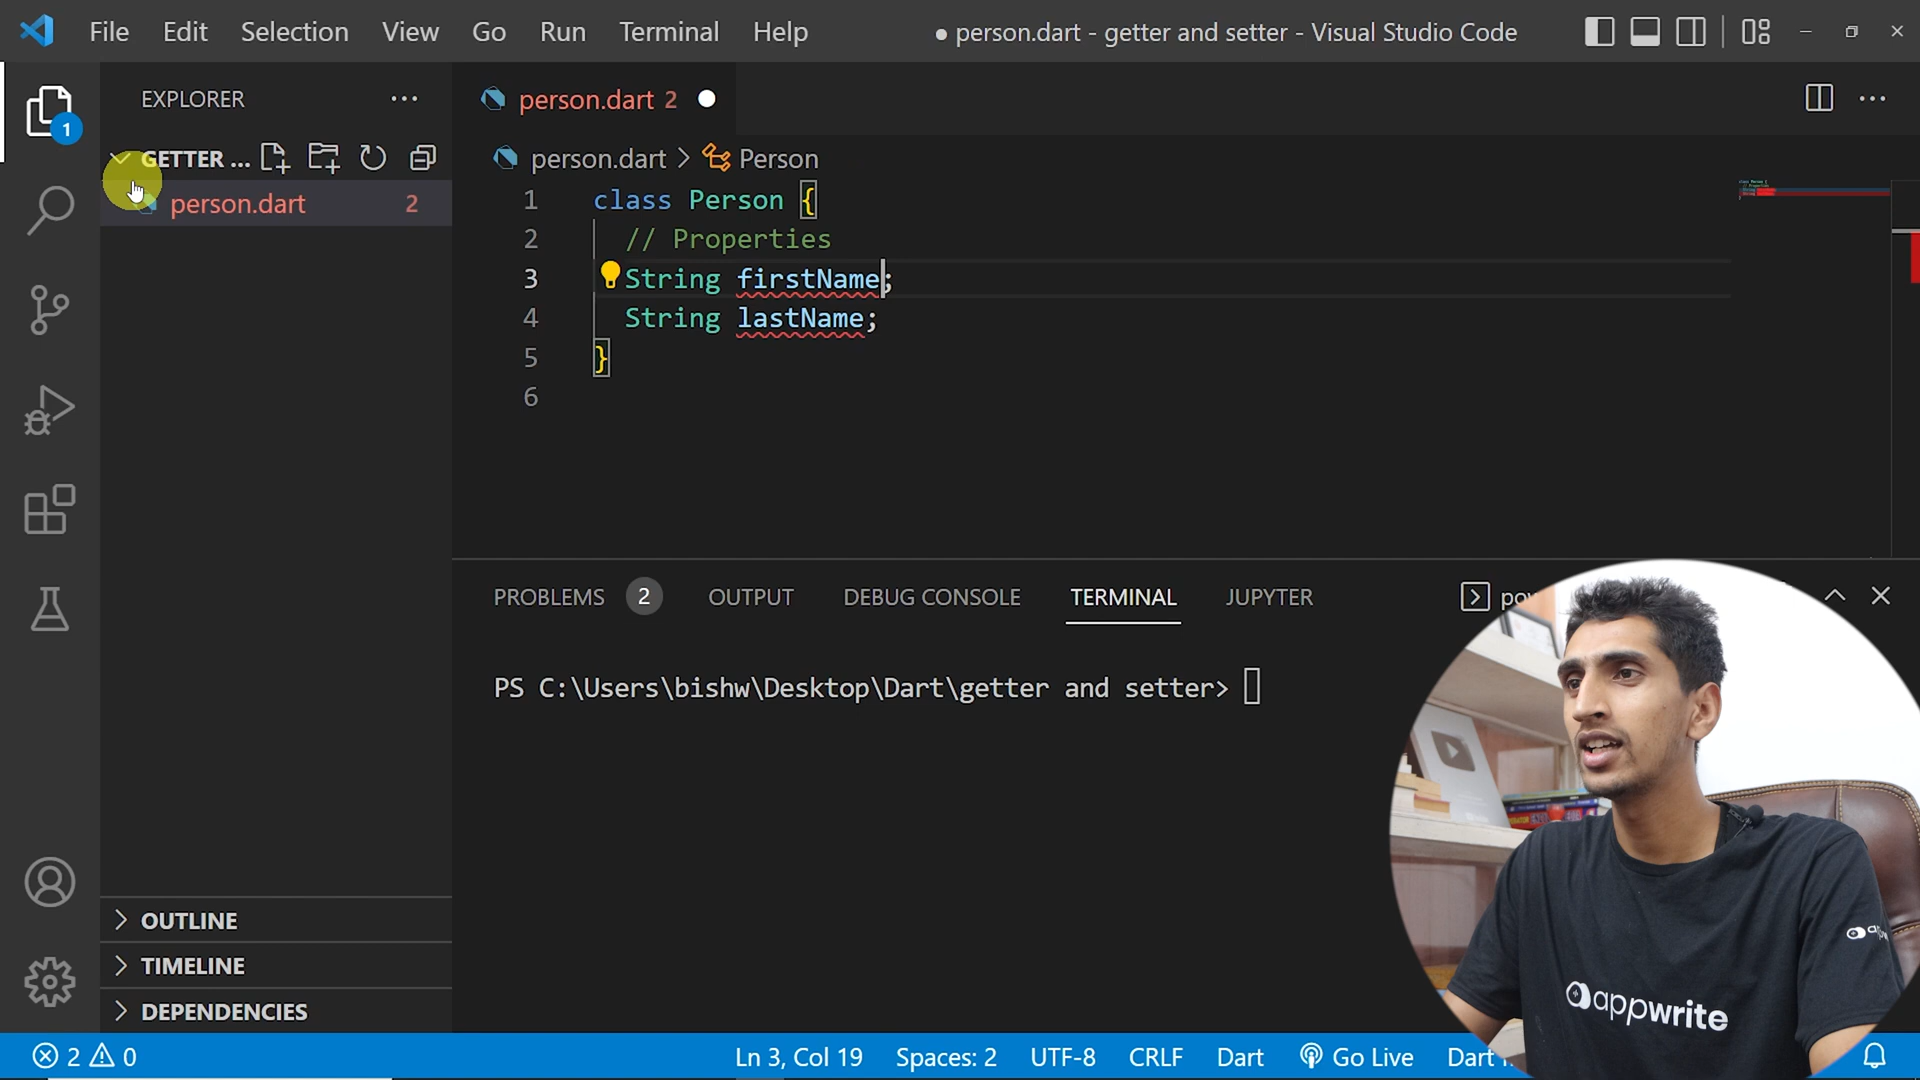 File Edit Selection View Go Run Terminal Help
● person.dart - getter and setter - Visual Studio Code
EXPLORER
1
GETTER ...
person.dart 2
person.dart 2
person.dart > Person
1 class Person {
2 // Properties
3 String firstName;
4 String lastName;
5 }
6
PROBLEMS 2 OUTPUT DEBUG CONSOLE TERMINAL JUPYTER
PS C:\Users\bishw\Desktop\Dart\getter and setter>
OUTLINE
TIMELINE
DEPENDENCIES
appwrite
2 0 Ln 3, Col 19 Spaces: 2 UTF-8 CRLF Dart Go Live Dart